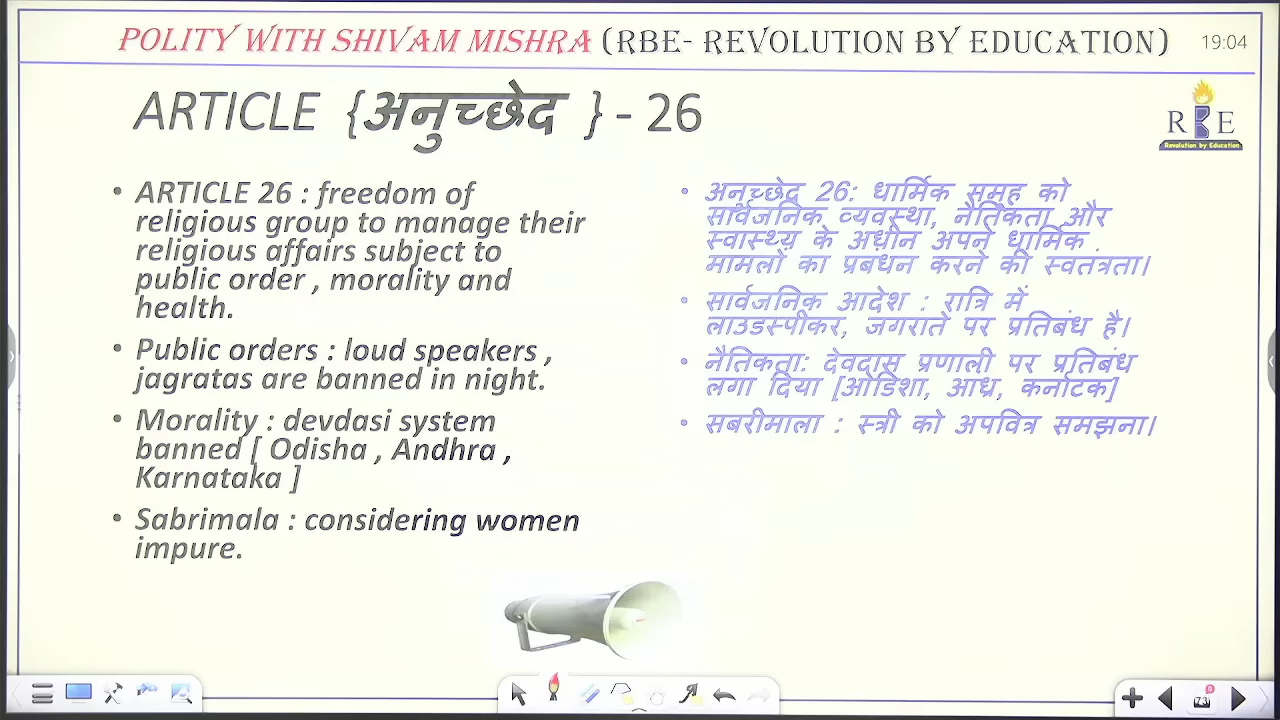 POLITY WITH SHIVAM MISHRA (RBE- REVOLUTION BY EDUCATION)
19:04
ARTICLE {अनुच्छेद } - 26
RBE
Revolution by Education
• ARTICLE 26 : freedom of
religious group to manage their
religious affairs subject to
public order , morality and
health.
• Public orders : loud speakers ,
jagratas are banned in night.
• Morality : devdasi system
banned [ Odisha , Andhra ,
Karnataka ]
• Sabrimala : considering women
impure.
• अनुच्छेद 26: धार्मिक समूह को
सार्वजनिक व्यवस्था, नैतिकता और
स्वास्थ्य के अधीन अपने धार्मिक
मामलों का प्रबंधन करने की स्वतंत्रता।
• सार्वजनिक आदेश : रात्रि में
लाउडस्पीकर, जगराते पर प्रतिबंध है।
• नैतिकता: देवदास प्रणाली पर प्रतिबंध
लगा दिया [ओडिशा, आंध्र, कर्नाटक]
• सबरीमाला : स्त्री को अपवित्र समझना।